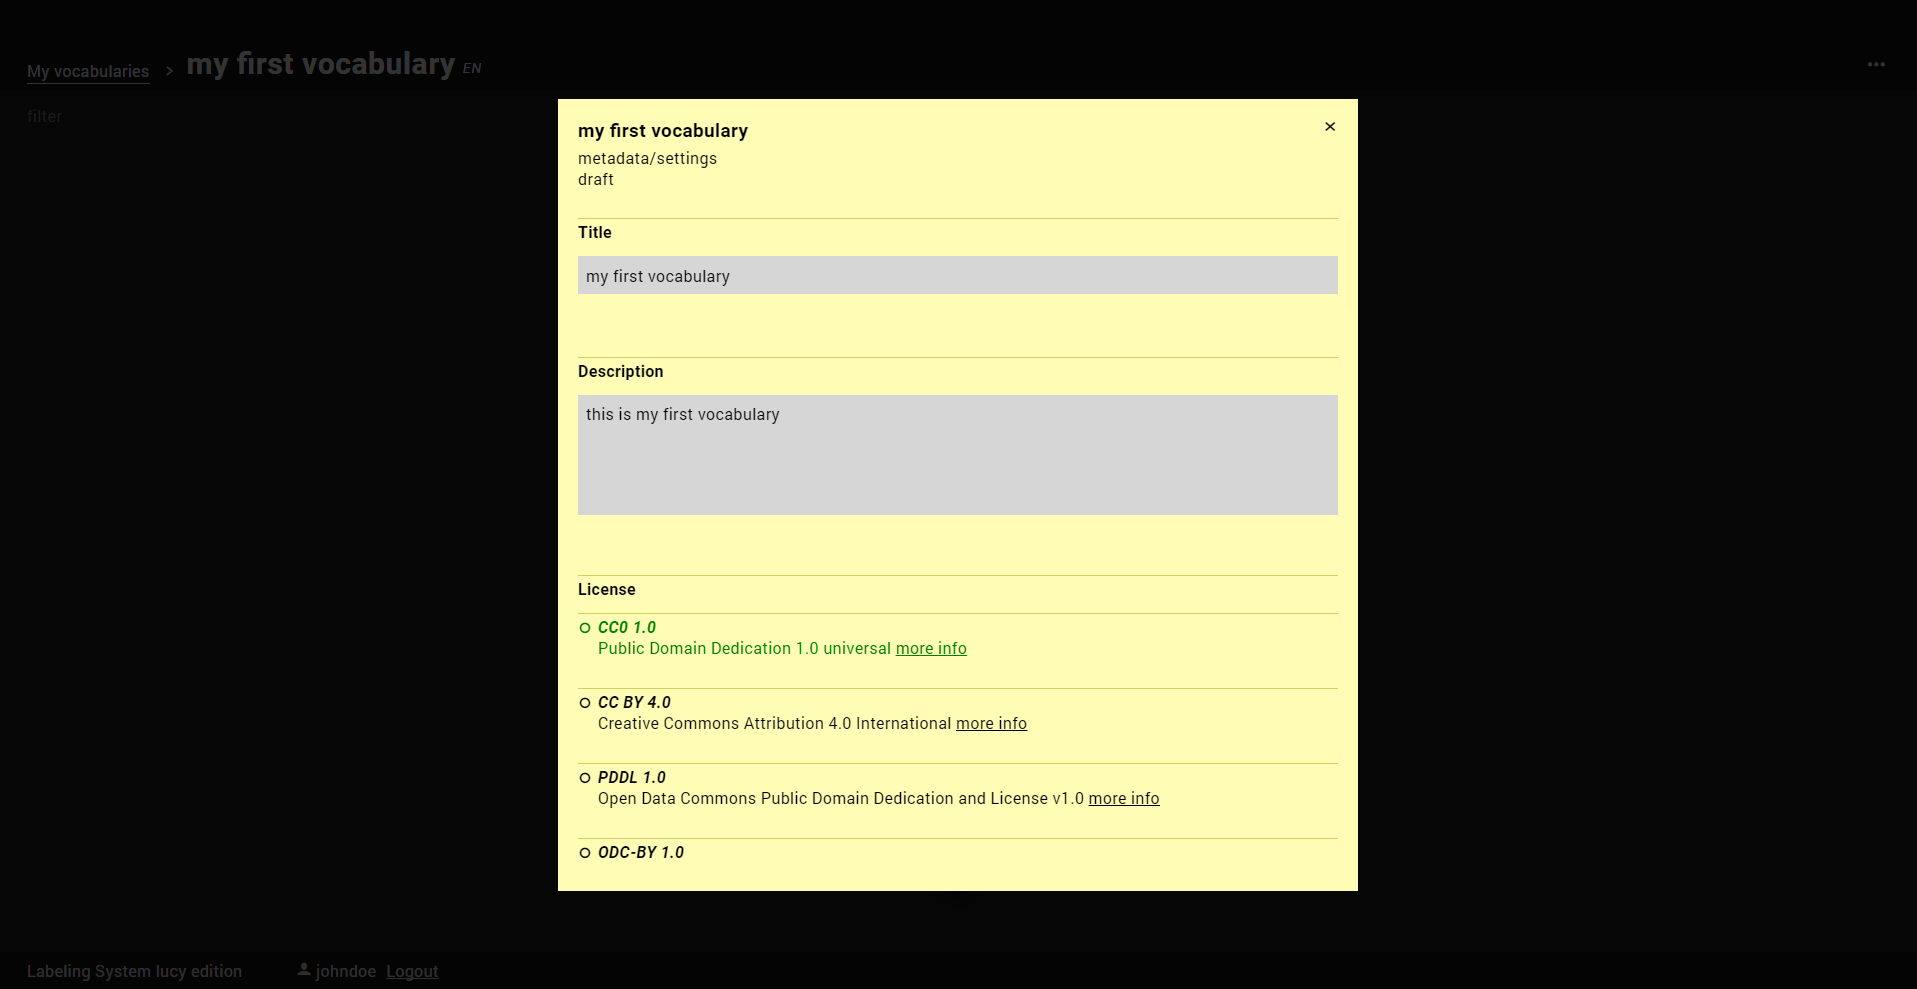 My vocabularies > my first vocabulary EN
filter
my first vocabulary
metadata/settings
draft
Title
my first vocabulary
Description
this is my first vocabulary
License
CC0 1.0
Public Domain Dedication 1.0 universal more info
CC BY 4.0
Creative Commons Attribution 4.0 International more info
PDDL 1.0
Open Data Commons Public Domain Dedication and License v1.0 more info
ODC-BY 1.0
Labeling System lucy edition johndoe Logout